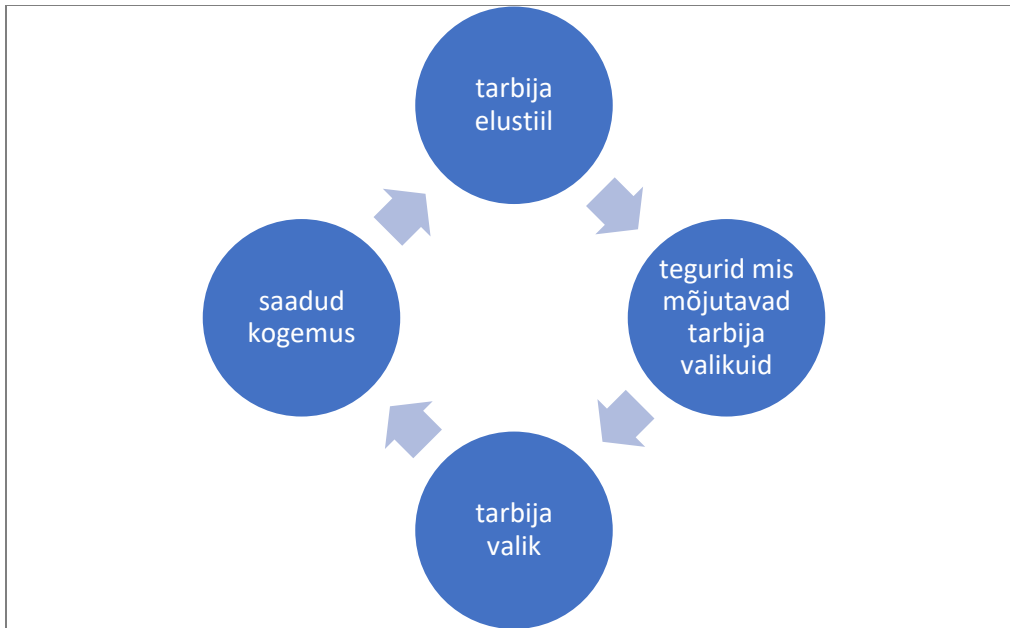 tarbija
elustiil
tegurid mis
mõjutavad
tarbija
valikuid
tarbija
valik
saadud
kogemus